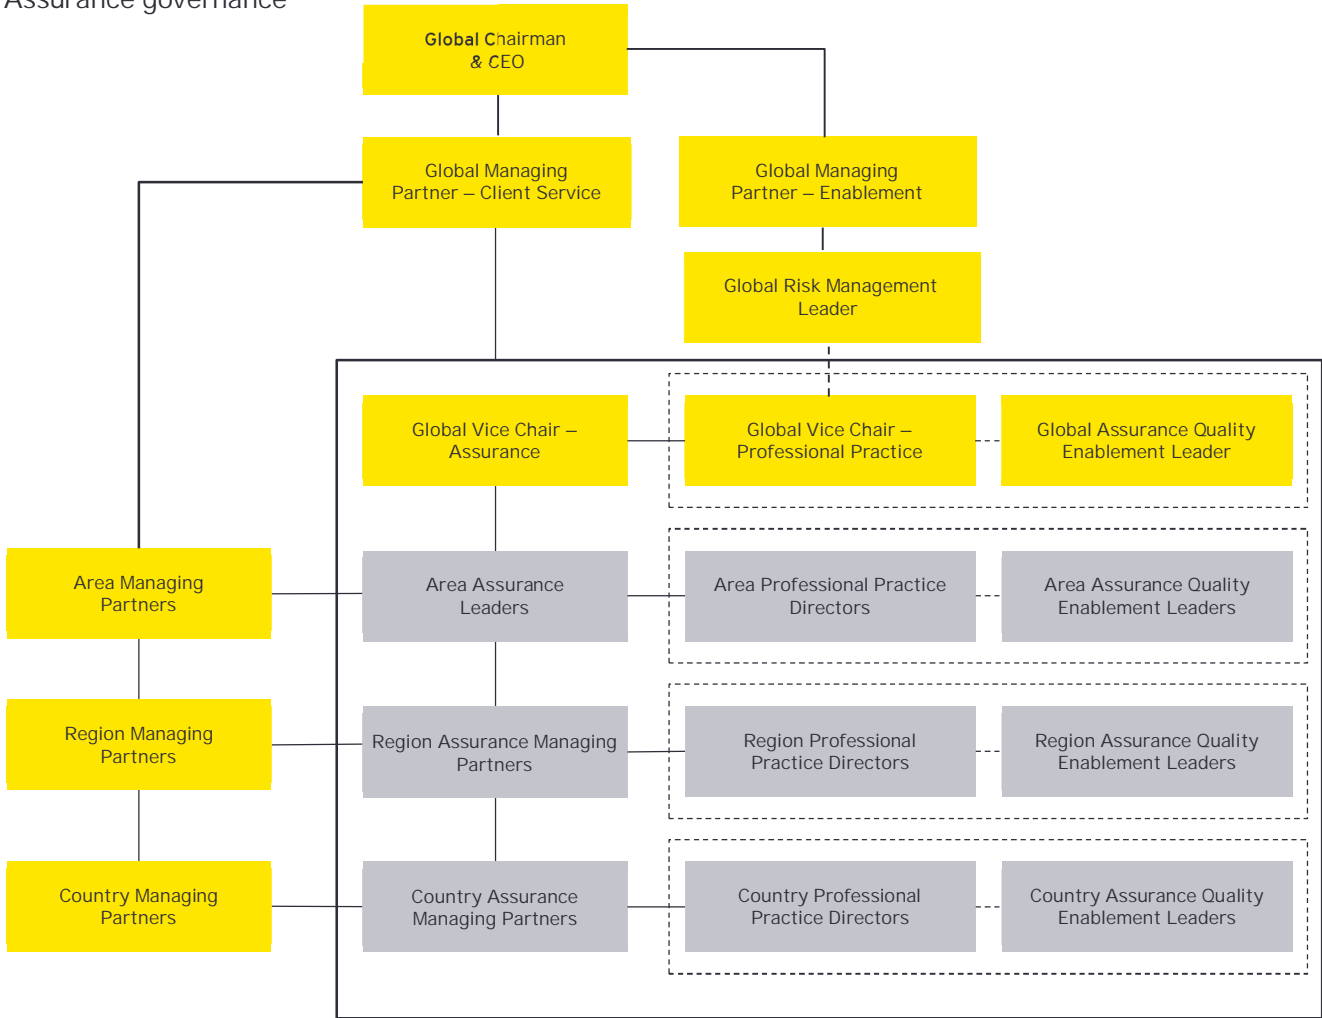 Assurance governance
Global Chairman
& CEO
Global Managing
Partner – Client Service
Global Managing
Partner – Enablement
Global Risk Management
Leader
Global Vice Chair –
Assurance
Global Vice Chair –
Professional Practice
Global Assurance Quality
Enablement Leader
Area Managing
Partners
Area Assurance
Leaders
Area Professional Practice
Directors
Area Assurance Quality
Enablement Leaders
Region Managing
Partners
Region Assurance Managing
Partners
Region Professional
Practice Directors
Region Assurance Quality
Enablement Leaders
Country Managing
Partners
Country Assurance
Managing Partners
Country Professional
Practice Directors
Country Assurance Quality
Enablement Leaders